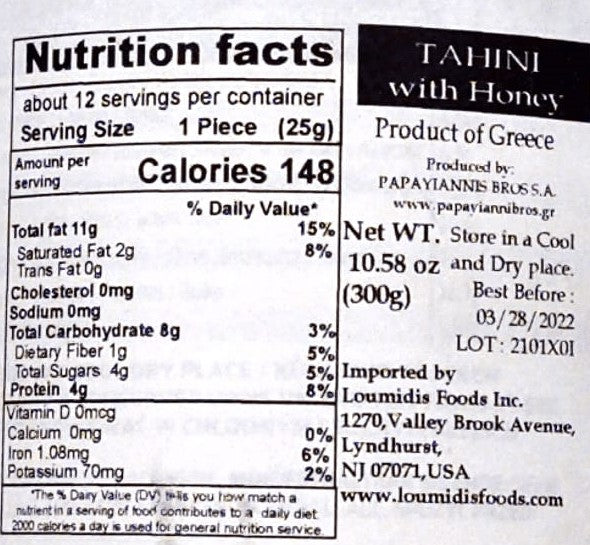 Nutrition facts
about 12 servings per container
Serving Size 1 Piece (25g)
Amount per
serving
Calories 148
% Daily Value*
Total fat 11g 15%
Saturated Fat 2g 8%
Trans Fat 0g
Cholesterol 0mg
Sodium 0mg
Total Carbohydrate 8g 3%
Dietary Fiber 1g 5%
Total Sugars 4g 5%
Protein 4g 8%
Vitamin D 0mcg
Calcium 0mg 0%
Iron 1.08mg 6%
Potassium 70mg 2%
*The % Dairy Value (DV) tells you how match a
nutrient in a serving of food contributes to a daily diet
2000 calories a day is used for general nutrition service.
TAHINI
with Honey
Product of Greece
Produced by:
PAPAYIANNIS BROS S.A.
www.papayiannibros.gr
Net WT.
10.58 oz
(300g)
Store in a Cool
and Dry place.
Best Before :
03/28/2022
LOT : 2101X01
Imported by
Loumidis Foods Inc.
1270,Valley Brook Avenue,
Lyndhurst,
NJ 07071,USA
www.loumidisfoods.com